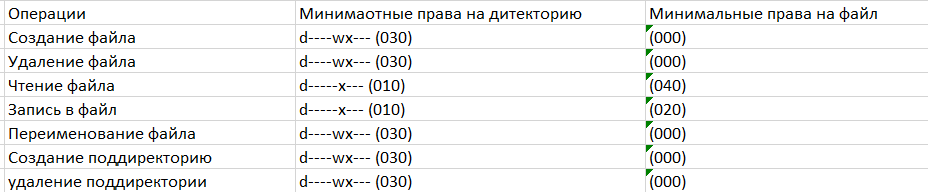 Операции Минимаотные права на дитекторию Минимальные права на файл
Создание файла d----wx--- (030) (000)
Удаление файла d----wx--- (030) (000)
Чтение файла d-----x--- (010) (040)
Запись в файл d-----x--- (010) (020)
Переименование файла d----wx--- (030) (000)
Создание поддиректорию d----wx--- (030) (000)
удаление поддиректории d----wx--- (030) (000)